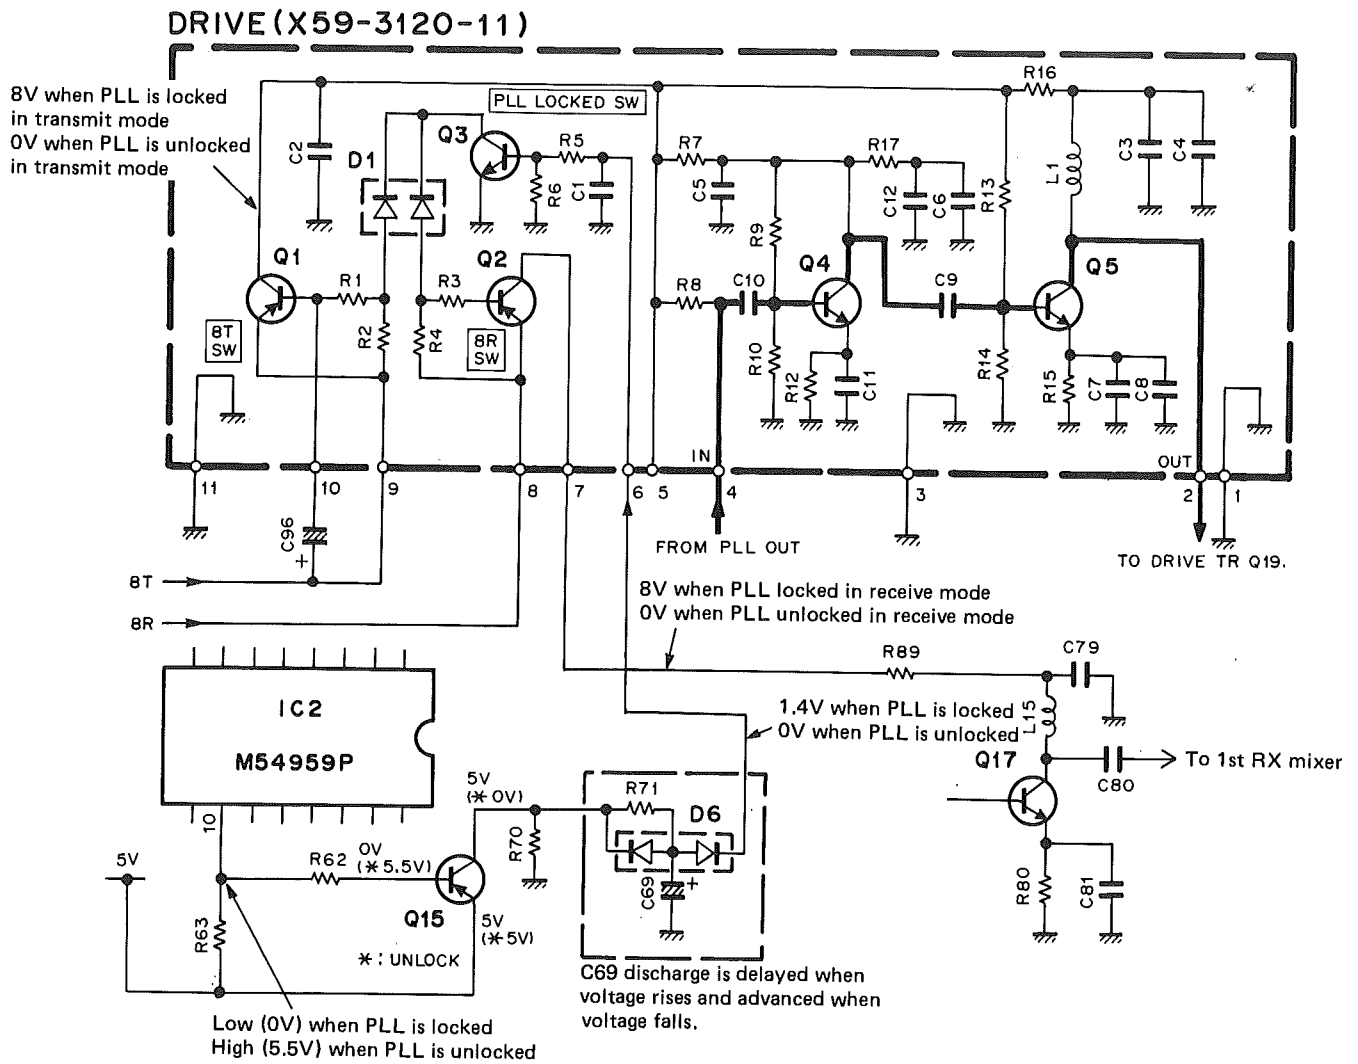 DRIVE(X59-3120-11)
8V when PLL is locked
in transmit mode
0V when PLL is unlocked
in transmit mode
PLL LOCKED SW
R16
Q3
C2
D1
R5
R6
C1
R7
C5
R17
C12
C6
R13
L1
C3
C4
R9
Q1
R1
R2
Q2
R3
R4
8T
SW
8R
SW
R8
C10
Q4
C9
Q5
R10
R12
C11
R14
R15
C7
C8
IN
OUT
11
10
9
8
7
6
5
4
3
2
1
C96
+
FROM PLL OUT
TO DRIVE TR Q19.
8T
8R
8V when PLL locked in receive mode
0V when PLL unlocked in receive mode
R89
C79
L15
1.4V when PLL is locked
0V when PLL is unlocked
IC2
M54959P
Q17
C80
To 1st RX mixer
10
5V
(* 0V)
R71
D6
R70
5V
R62
0V
(* 5.5V)
C69
+
R80
C81
R63
Q15
5V
(* 5V)
* : UNLOCK
C69 discharge is delayed when
voltage rises and advanced when
voltage falls.
Low (0V) when PLL is locked
High (5.5V) when PLL is unlocked